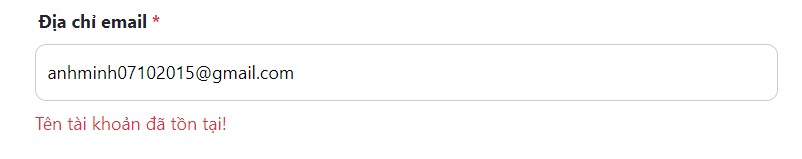 Địa chỉ email *
anhminh07102015@gmail.com
Tên tài khoản đã tồn tại!